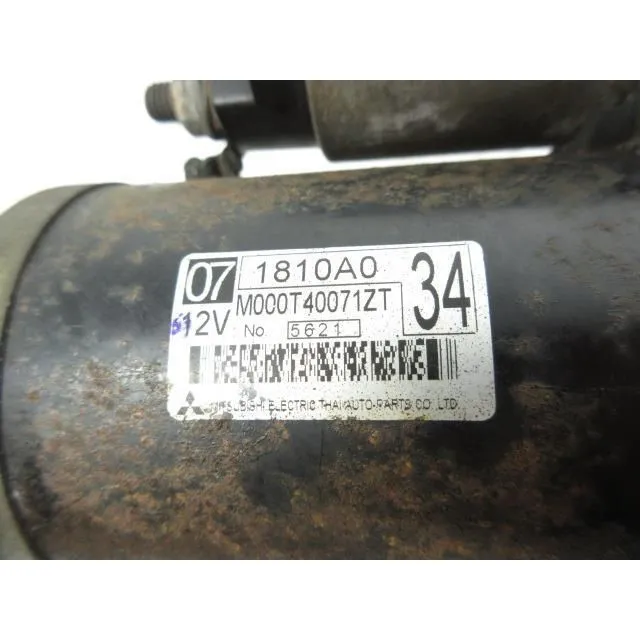 07 1810A0 34
12V M000T40071ZT
No. 5621
MITSUBISHI ELECTRIC THAI AUTO-PARTS CO. LTD.